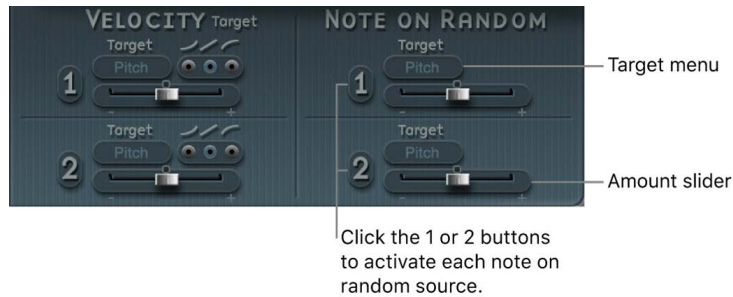 VELOCITY Target
NOTE ON RANDOM
Target
Pitch
1
- +
Target
Pitch
2
- +
Target
Pitch
1
- +
Target
Pitch
2
- +
Target menu
Amount slider
Click the 1 or 2 buttons
to activate each note on
random source.